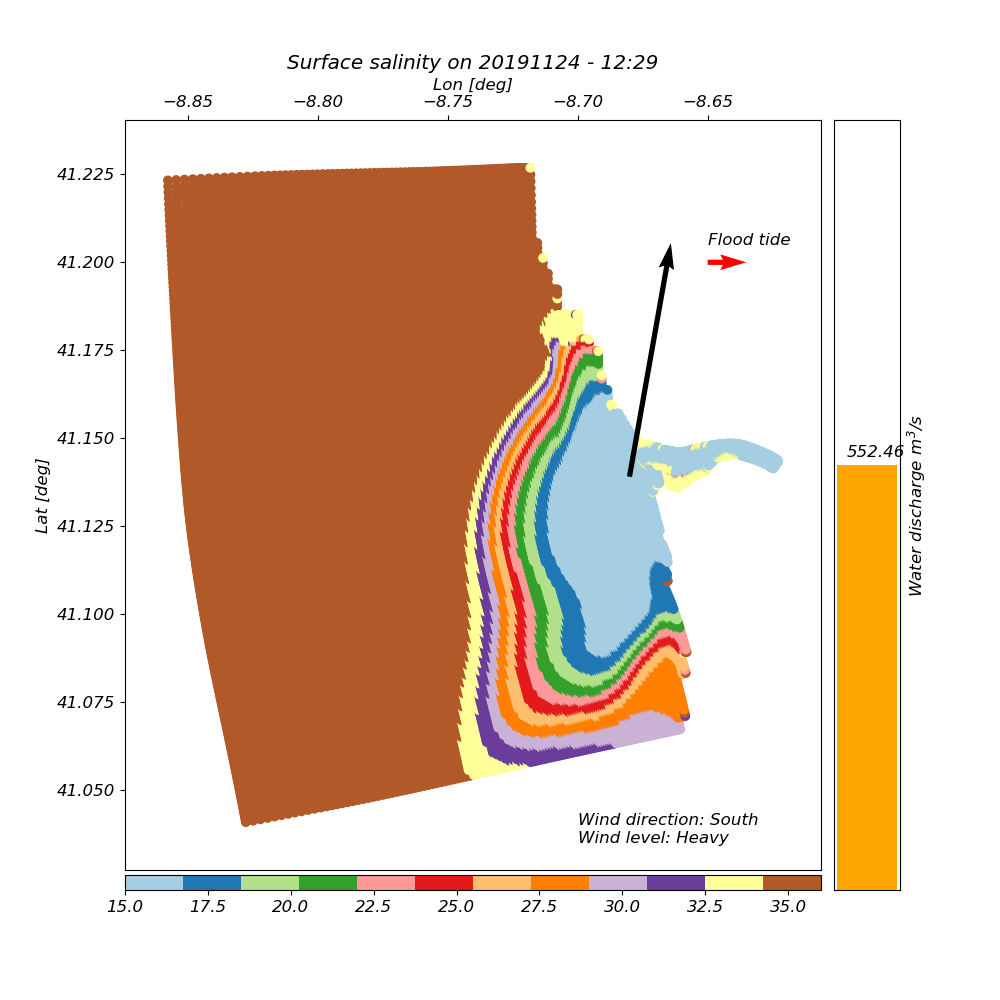 Surface salinity on 20191124 - 12:29
Lon [deg]
−8.85 −8.80 −8.75 −8.70 −8.65
41.225
41.200
41.175
41.150
41.125
41.100
41.075
41.050
Lat [deg]
Flood tide
552.46
Water discharge m³/s
Wind direction: South
Wind level: Heavy
15.0 17.5 20.0 22.5 25.0 27.5 30.0 32.5 35.0